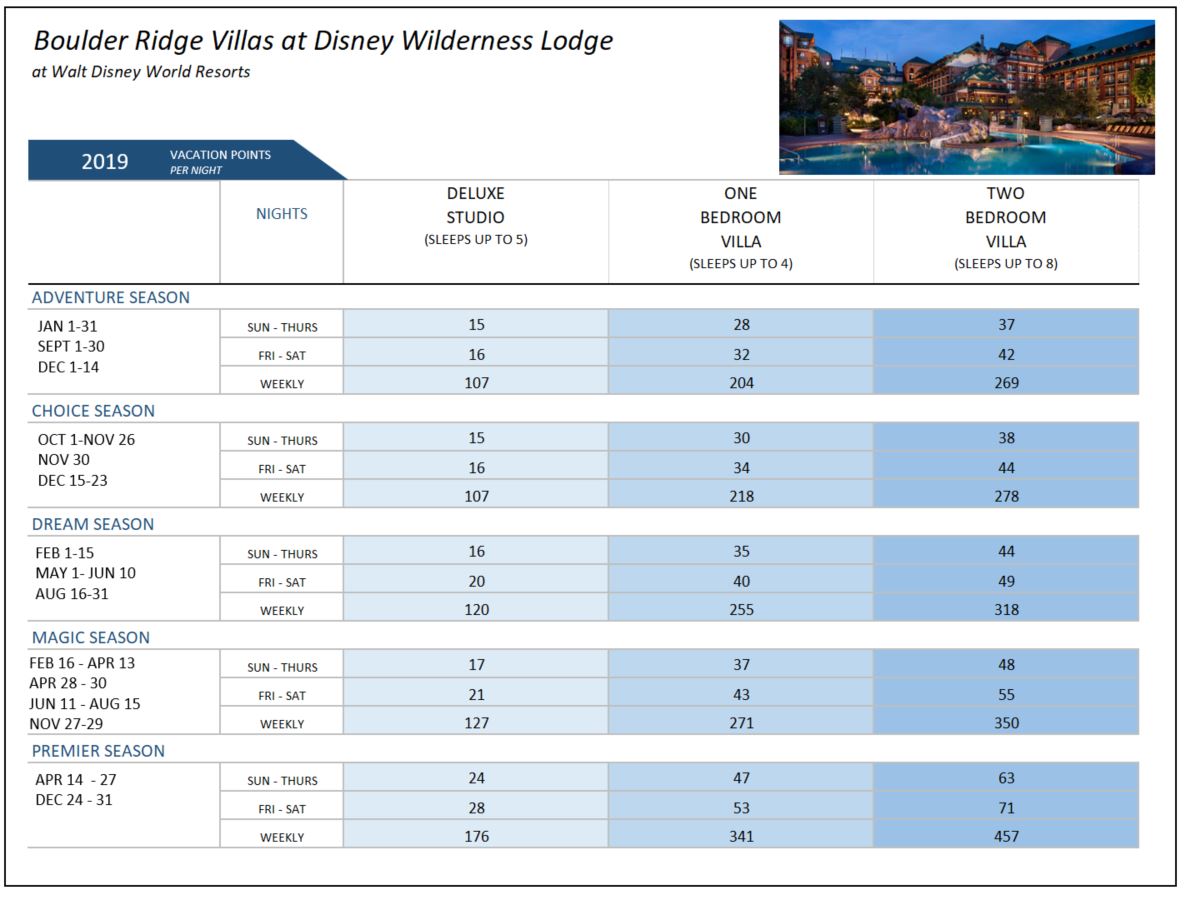 Boulder Ridge Villas at Disney Wilderness Lodge
at Walt Disney World Resorts
2019
VACATION POINTS
PER NIGHT
NIGHTS
DELUXE
STUDIO
(SLEEPS UP TO 5)
ONE
BEDROOM
VILLA
(SLEEPS UP TO 4)
TWO
BEDROOM
VILLA
(SLEEPS UP TO 8)
ADVENTURE SEASON
JAN 1-31
SEPT 1-30
DEC 1-14
SUN - THURS 15 28 37
FRI - SAT 16 32 42
WEEKLY 107 204 269
CHOICE SEASON
OCT 1-NOV 26
NOV 30
DEC 15-23
SUN - THURS 15 30 38
FRI - SAT 16 34 44
WEEKLY 107 218 278
DREAM SEASON
FEB 1-15
MAY 1- JUN 10
AUG 16-31
SUN - THURS 16 35 44
FRI - SAT 20 40 49
WEEKLY 120 255 318
MAGIC SEASON
FEB 16 - APR 13
APR 28 - 30
JUN 11 - AUG 15
NOV 27-29
SUN - THURS 17 37 48
FRI - SAT 21 43 55
WEEKLY 127 271 350
PREMIER SEASON
APR 14  - 27
DEC 24 - 31
SUN - THURS 24 47 63
FRI - SAT 28 53 71
WEEKLY 176 341 457